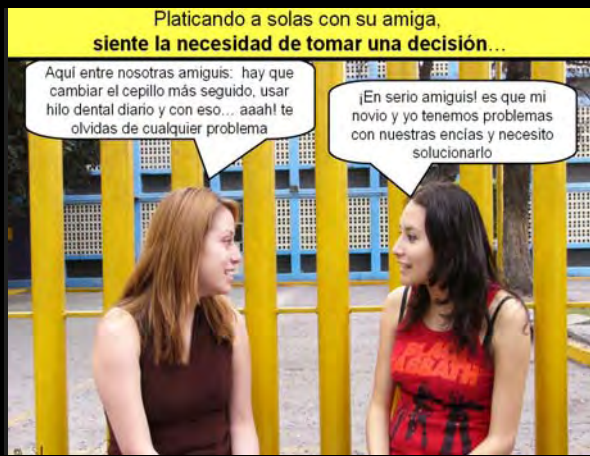 Platicando a solas con su amiga,
siente la necesidad de tomar una decisión...
Aquí entre nosotras amiguis: hay que
cambiar el cepillo más seguido, usar
hilo dental diario y con eso... aaah! te
olvidas de cualquier problema
¡En serio amiguis! es que mi
novio y yo tenemos problemas
con nuestras encías y necesito
solucionarlo